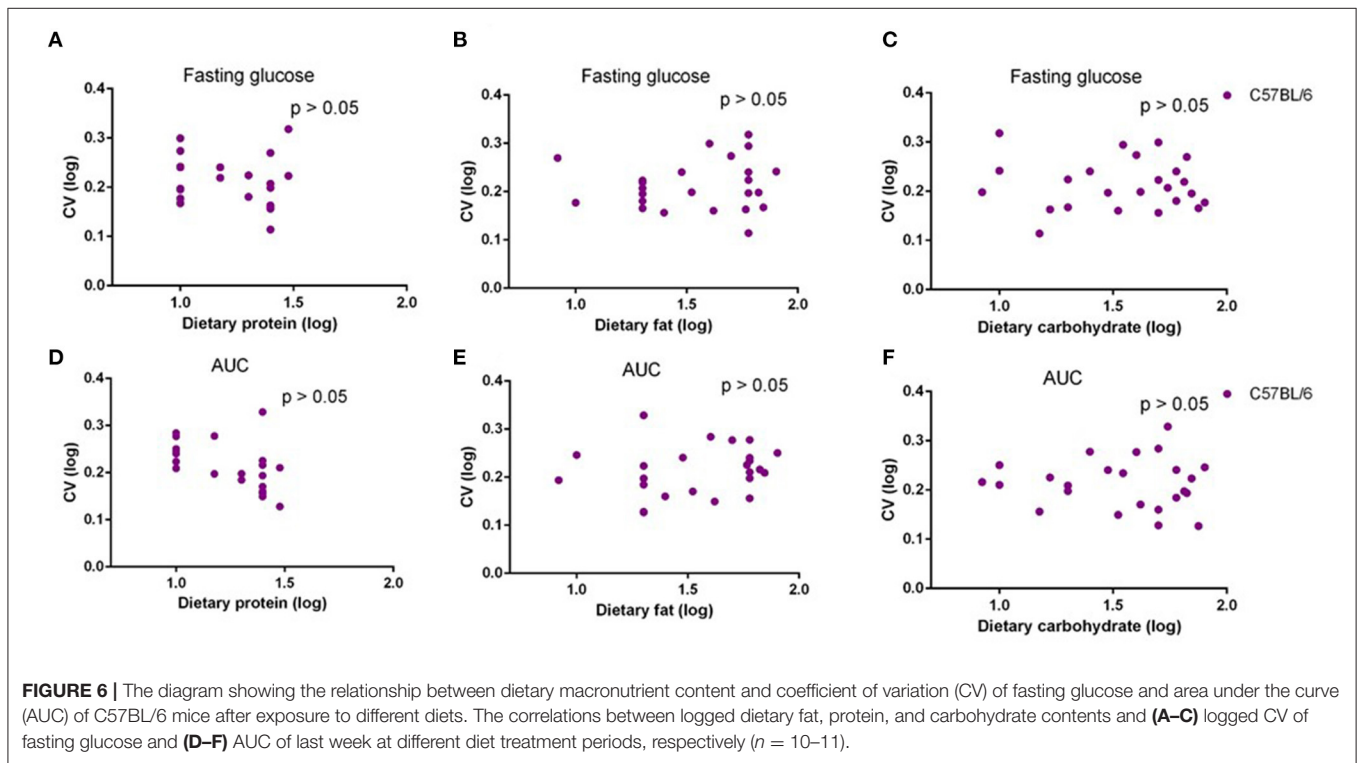 A
Fasting glucose
p > 0.05
CV (log)
0.4
0.3
0.2
0.1
0.0
1.0 1.5 2.0
Dietary protein (log)
B
Fasting glucose
p > 0.05
CV (log)
0.4
0.3
0.2
0.1
0.0
1.0 1.5 2.0
Dietary fat (log)
C
Fasting glucose
p > 0.05
C57BL/6
CV (log)
0.4
0.3
0.2
0.1
0.0
1.0 1.5 2.0
Dietary carbohydrate (log)
D
AUC
p > 0.05
CV (log)
0.4
0.3
0.2
0.1
0.0
1.0 1.5 2.0
Dietary protein (log)
E
AUC
p > 0.05
CV (log)
0.4
0.3
0.2
0.1
0.0
1.0 1.5 2.0
Dietary fat (log)
F
AUC
p > 0.05
C57BL/6
CV (log)
0.4
0.3
0.2
0.1
0.0
1.0 1.5 2.0
Dietary carbohydrate (log)
FIGURE 6 | The diagram showing the relationship between dietary macronutrient content and coefficient of variation (CV) of fasting glucose and area under the curve
(AUC) of C57BL/6 mice after exposure to different diets. The correlations between logged dietary fat, protein, and carbohydrate contents and (A–C) logged CV of
fasting glucose and (D–F) AUC of last week at different diet treatment periods, respectively (n = 10–11).